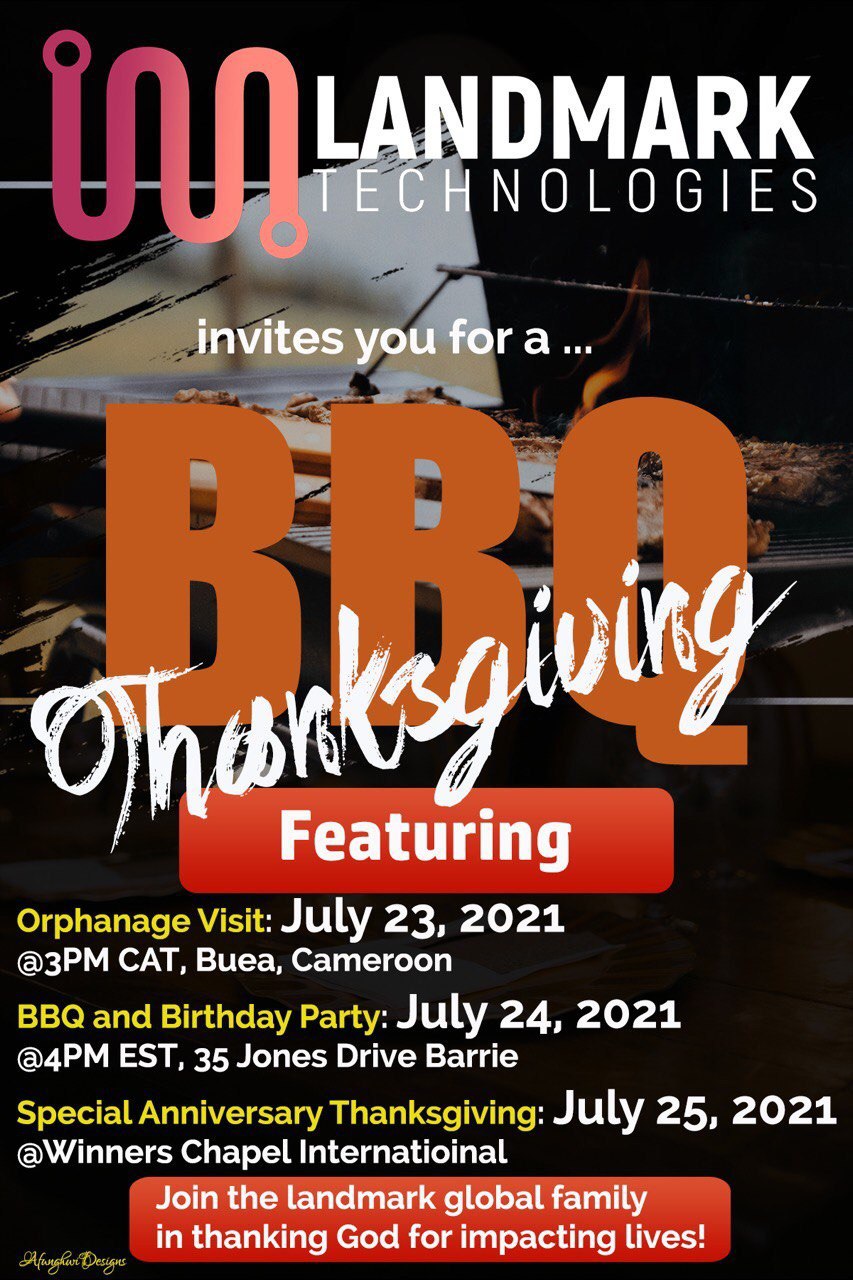 LANDMARK
TECHNOLOGIES
invites you for a ...
BBQ
Thanksgiving
Featuring
Orphanage Visit: July 23, 2021
@3PM CAT, Buea, Cameroon
BBQ and Birthday Party: July 24, 2021
@4PM EST, 35 Jones Drive Barrie
Special Anniversary Thanksgiving: July 25, 2021
@Winners Chapel Internatioinal
Join the landmark global family
in thanking God for impacting lives!
Afunghwi Designs